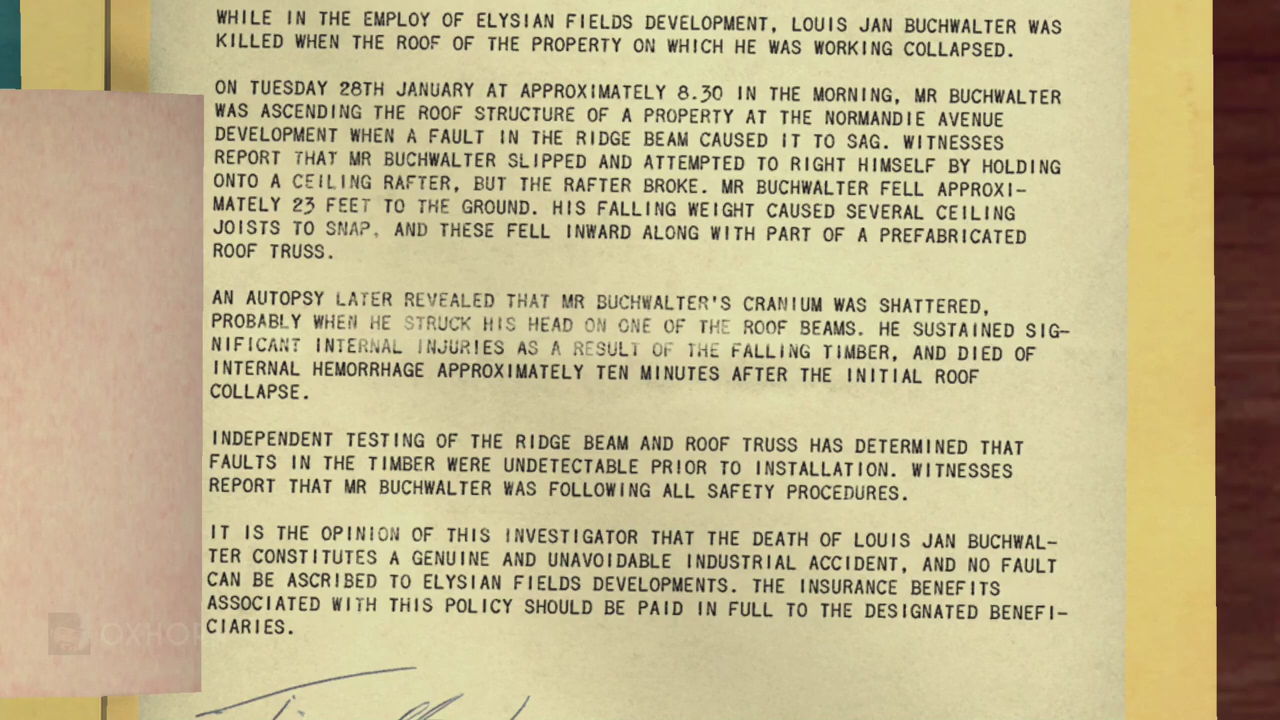 WHILE IN THE EMPLOY OF ELYSIAN FIELDS DEVELOPMENT, LOUIS JAN BUCHWALTER WAS
KILLED WHEN THE ROOF OF THE PROPERTY ON WHICH HE WAS WORKING COLLAPSED.
ON TUESDAY 28TH JANUARY AT APPROXIMATELY 8.30 IN THE MORNING, MR BUCHWALTER
WAS ASCENDING THE ROOF STRUCTURE OF A PROPERTY AT THE NORMANDIE AVENUE
DEVELOPMENT WHEN A FAULT IN THE RIDGE BEAM CAUSED IT TO SAG. WITNESSES
REPORT THAT MR BUCHWALTER SLIPPED AND ATTEMPTED TO RIGHT HIMSELF BY HOLDING
ONTO A CEILING RAFTER, BUT THE RAFTER BROKE. MR BUCHWALTER FELL APPROXI-
MATELY 23 FEET TO THE GROUND. HIS FALLING WEIGHT CAUSED SEVERAL CEILING
JOISTS TO SNAP, AND THESE FELL INWARD ALONG WITH PART OF A PREFABRICATED
ROOF TRUSS.
AN AUTOPSY LATER REVEALED THAT MR BUCHWALTER'S CRANIUM WAS SHATTERED,
PROBABLY WHEN HE STRUCK HIS HEAD ON ONE OF THE ROOF BEAMS. HE SUSTAINED SIG-
NIFICANT INTERNAL INJURIES AS A RESULT OF THE FALLING TIMBER, AND DIED OF
INTERNAL HEMORRHAGE APPROXIMATELY TEN MINUTES AFTER THE INITIAL ROOF
COLLAPSE.
INDEPENDENT TESTING OF THE RIDGE BEAM AND ROOF TRUSS HAS DETERMINED THAT
FAULTS IN THE TIMBER WERE UNDETECTABLE PRIOR TO INSTALLATION. WITNESSES
REPORT THAT MR BUCHWALTER WAS FOLLOWING ALL SAFETY PROCEDURES.
IT IS THE OPINION OF THIS INVESTIGATOR THAT THE DEATH OF LOUIS JAN BUCHWAL-
TER CONSTITUTES A GENUINE AND UNAVOIDABLE INDUSTRIAL ACCIDENT, AND NO FAULT
CAN BE ASCRIBED TO ELYSIAN FIELDS DEVELOPMENTS. THE INSURANCE BENEFITS
ASSOCIATED WITH THIS POLICY SHOULD BE PAID IN FULL TO THE DESIGNATED BENEFI-
CIARIES.